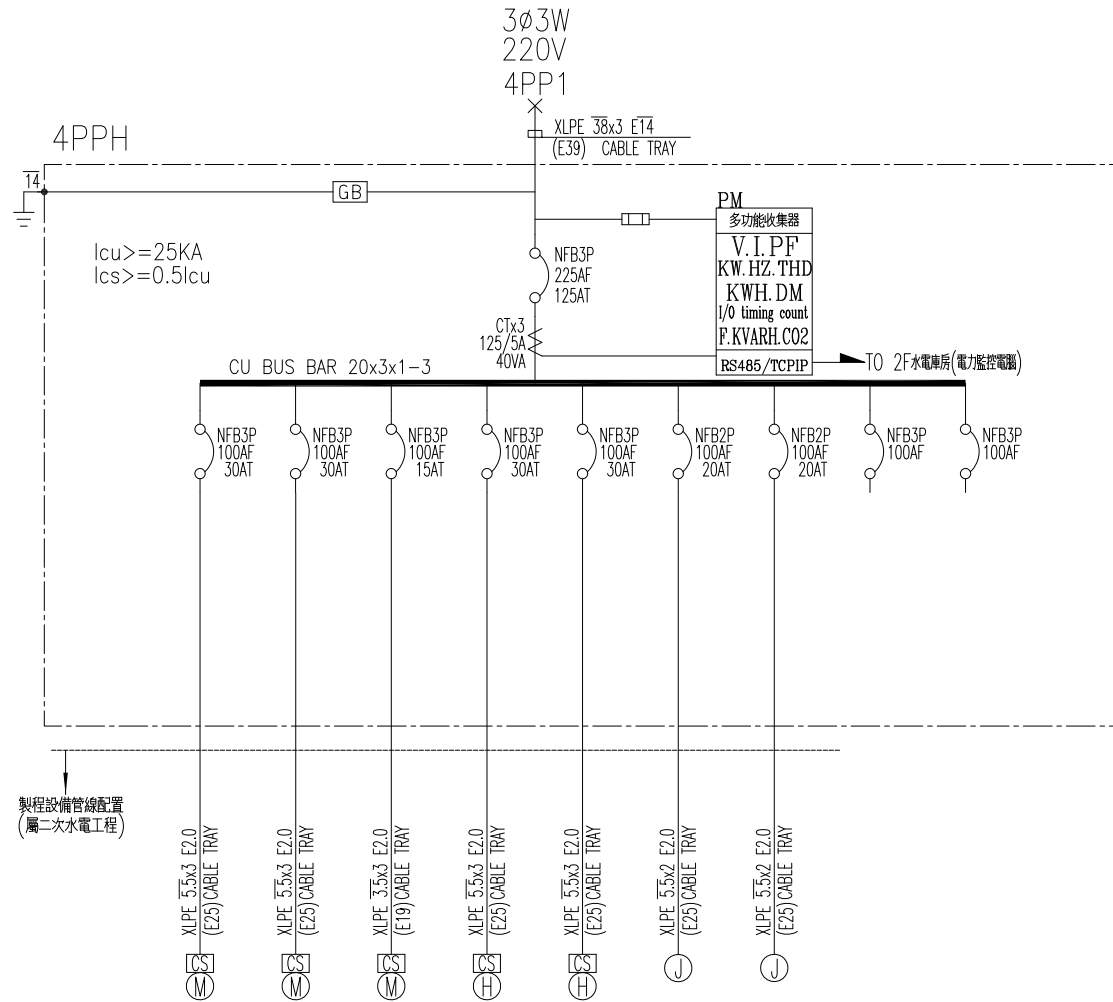 3∅3W
220V
4PP1
XLPE 38x3 E14
(E39) CABLE TRAY
4PPH
14
GB
Icu>=25KA
Ics>=0.5Icu
NFB3P
225AF
125AT
CTx3
125/5A
40VA
PM
多功能收集器
V.I.PF
KW.HZ.THD
KWH.DM
I/O timing count
F.KVARH.CO2
RS485/TCPIP
TO 2F水電庫房(電力監控電腦)
CU BUS BAR 20x3x1-3
NFB3P
100AF
30AT
NFB3P
100AF
30AT
NFB3P
100AF
15AT
NFB3P
100AF
30AT
NFB3P
100AF
30AT
NFB2P
100AF
20AT
NFB2P
100AF
20AT
NFB3P
100AF
NFB3P
100AF
製程設備管線配置
(屬二次水電工程)
XLPE 5.5x3 E2.0
(E25)CABLE TRAY
XLPE 5.5x3 E2.0
(E25)CABLE TRAY
XLPE 3.5x3 E2.0
(E19)CABLE TRAY
XLPE 5.5x3 E2.0
(E25)CABLE TRAY
XLPE 5.5x3 E2.0
(E25)CABLE TRAY
XLPE 5.5x2 E2.0
(E25)CABLE TRAY
XLPE 5.5x2 E2.0
(E25)CABLE TRAY
CS
M
CS
M
CS
M
CS
H
CS
H
J
J